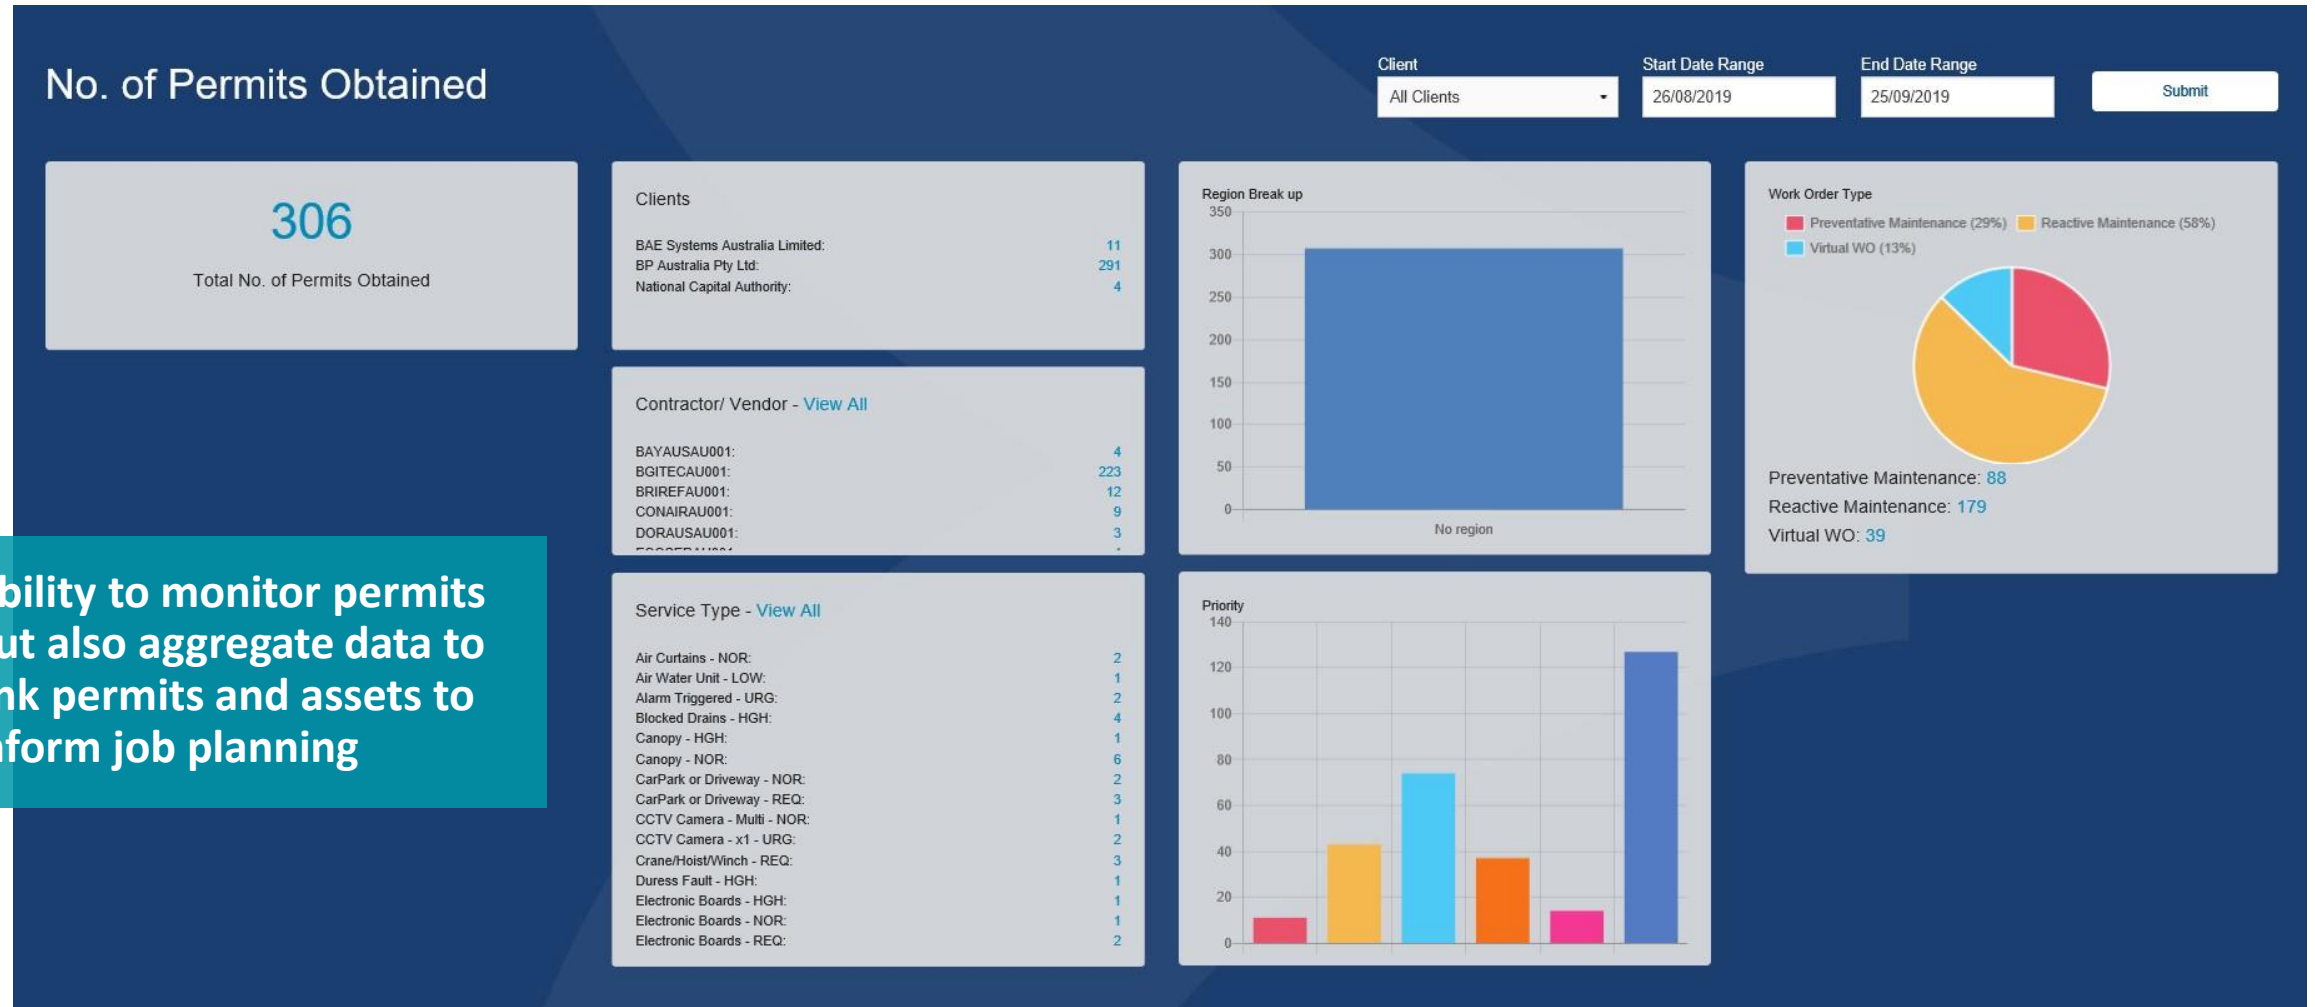 No. of Permits Obtained
Client
Start Date Range
End Date Range
All Clients
26/08/2019
25/09/2019
Submit
306
Total No. of Permits Obtained
Clients
BAE Systems Australia Limited: 11
BP Australia Pty Ltd: 291
National Capital Authority: 4
Contractor/ Vendor - View All
BAYAUSAU001: 4
BGITECAU001: 223
BRIREFAU001: 12
CONAIRAU001: 9
DORAUSAU001: 3
Service Type - View All
Air Curtains - NOR: 2
Air Water Unit - LOW: 1
Alarm Triggered - URG: 2
Blocked Drains - HGH: 4
Canopy - HGH: 1
Canopy - NOR: 6
CarPark or Driveway - NOR: 2
CarPark or Driveway - REQ: 3
CCTV Camera - Multi - NOR: 1
CCTV Camera - x1 - URG: 2
Crane/Hoist/Winch - REQ: 3
Duress Fault - HGH: 1
Electronic Boards - HGH: 1
Electronic Boards - NOR: 1
Electronic Boards - REQ: 2
Region Break up
350
300
250
200
150
100
50
0
No region
Priority
140
120
100
80
60
40
20
0
Work Order Type
Preventative Maintenance (29%) Reactive Maintenance (58%)
Virtual WO (13%)
Preventative Maintenance: 88
Reactive Maintenance: 179
Virtual WO: 39
bility to monitor permits
ut also aggregate data to
nk permits and assets to
form job planning